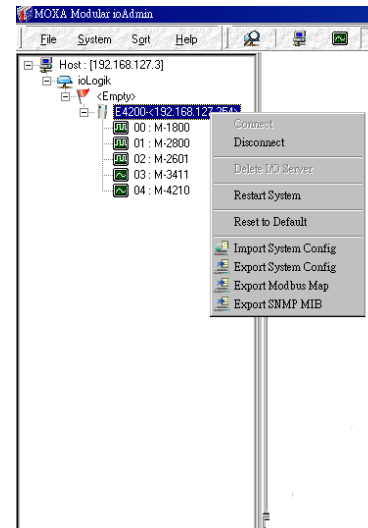 MOXA Modular ioAdmin
File System Sort Help
Host : [192.168.127.3]
ioLogik
<Empty>
E4200-<192.168.127.254>
00 : M-1800
01 : M-2800
02 : M-2601
03 : M-3411
04 : M-4210
Connect
Disconnect
Delete I/O Server
Restart System
Reset to Default
Import System Config
Export System Config
Export Modbus Map
Export SNMP MIB